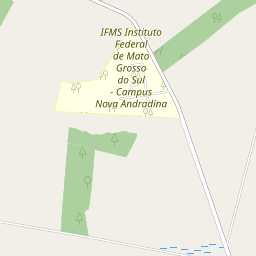 IFMS Instituto
Federal
de Mato
Grosso
do Sul
- Campus
Nova Andradina